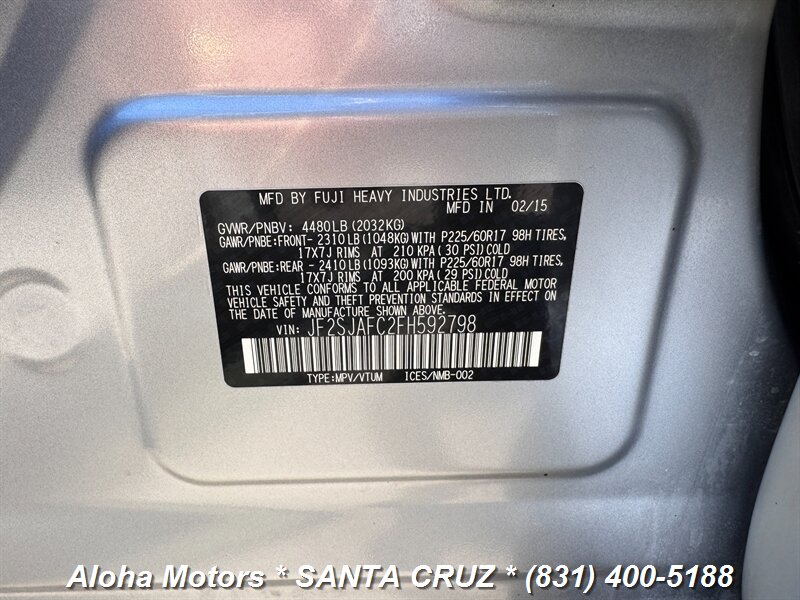 MFD BY FUJI HEAVY INDUSTRIES LTD.
MFD IN 02/15
GVWR/PNBV: 4480LB(2032KG)
GAWR/PNBE:FRONT- 2310LB(1048KG)WITH P225/60R17 98H TIRES,
17X7J RIMS AT 210 KPA(30 PSI)COLD
GAWR/PNBE:REAR - 2410LB(1093KG)WITH P225/60R17 98H TIRES,
17X7J RIMS AT 200 KPA(29 PSI)COLD
THIS VEHICLE CONFORMS TO ALL APPLICABLE FEDERAL MOTOR
VEHICLE SAFETY AND THEFT PREVENTION STANDARDS IN EFFECT ON
THE DATE OF MANUFACTURE SHOWN ABOVE.
VIN: JF2SJAFC2FH592798
TYPE:MPV/VTUM ICES/NMB-002
Aloha Motors * SANTA CRUZ * (831) 400-5188